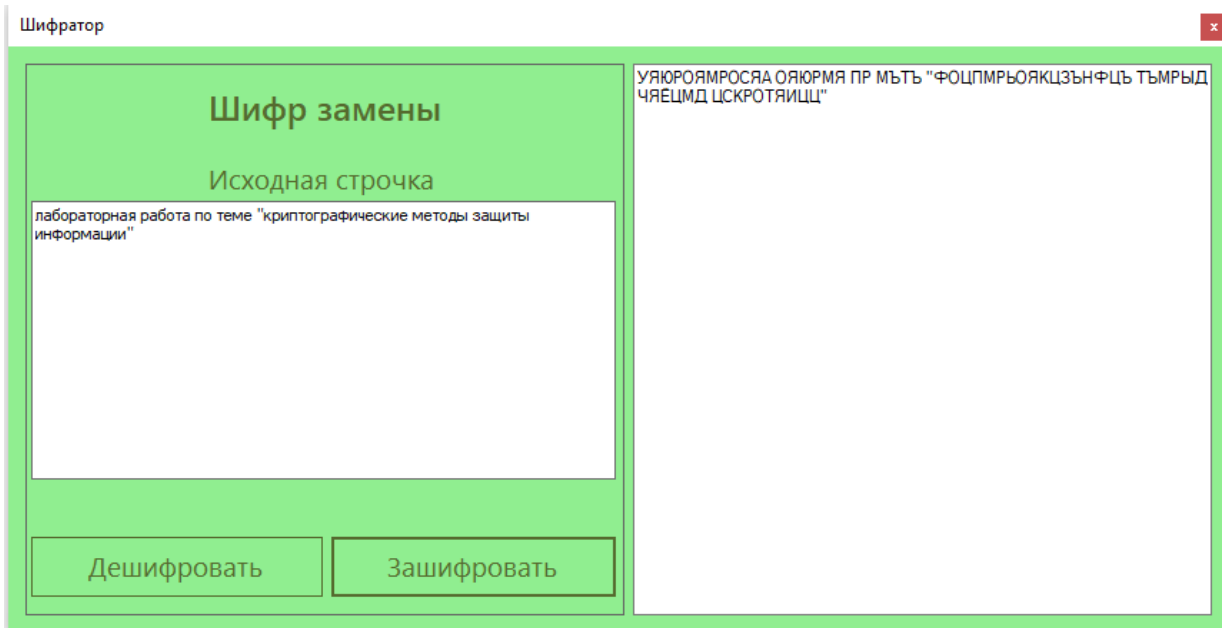 Шифратор
x
Шифр замены
Исходная строчка
лабораторная работа по теме "криптографические методы защиты
информации"
Дешифровать
Зашифровать
УЯЮРОЯМРОСЯА ОЯЮРМЯ ПР МЪТЪ "ФОЦПМРЬОЯКЦЗЪНФЦЪ ТЪМРЫД
ЧЯЁЦМД ЦСКРОТЯИЦЦ"